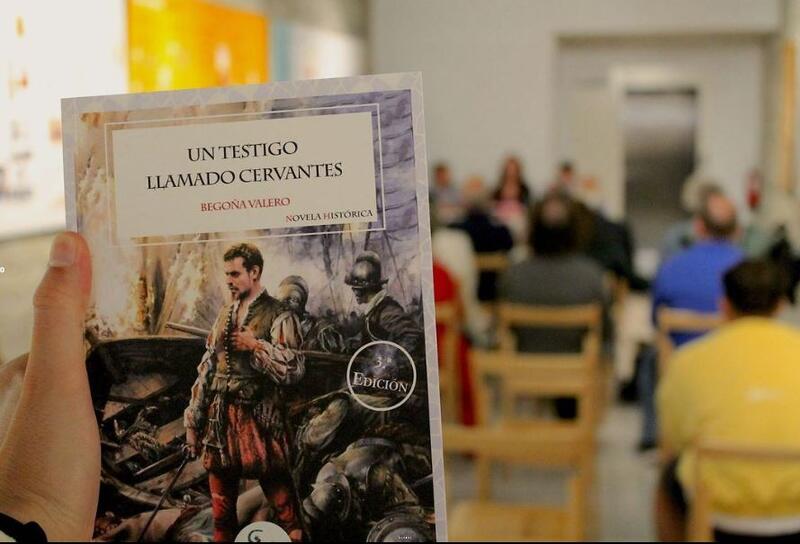 UN TESTIGO
LLAMADO CERVANTES
BEGOÑA VALERO
NOVELA HISTÓRICA
3ª
EDICIÓN
G